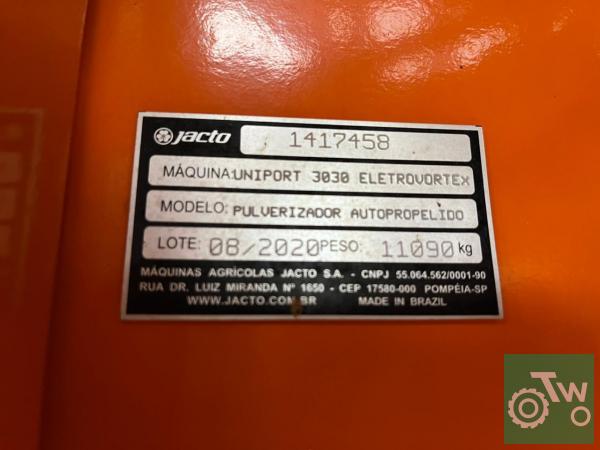 Jacto 1417458
MÁQUINA: UNIPORT 3030 ELETROVORTEX
MODELO: PULVERIZADOR AUTOPROPELIDO
LOTE: 08/2020 PESO: 11090 kg
MÁQUINAS AGRÍCOLAS JACTO S.A. - CNPJ 55.064.562/0001-90
RUA DR. LUIZ MIRANDA Nº 1650 - CEP 17580-000 POMPÉIA-SP
WWW.JACTO.COM.BR MADE IN BRAZIL
TWO